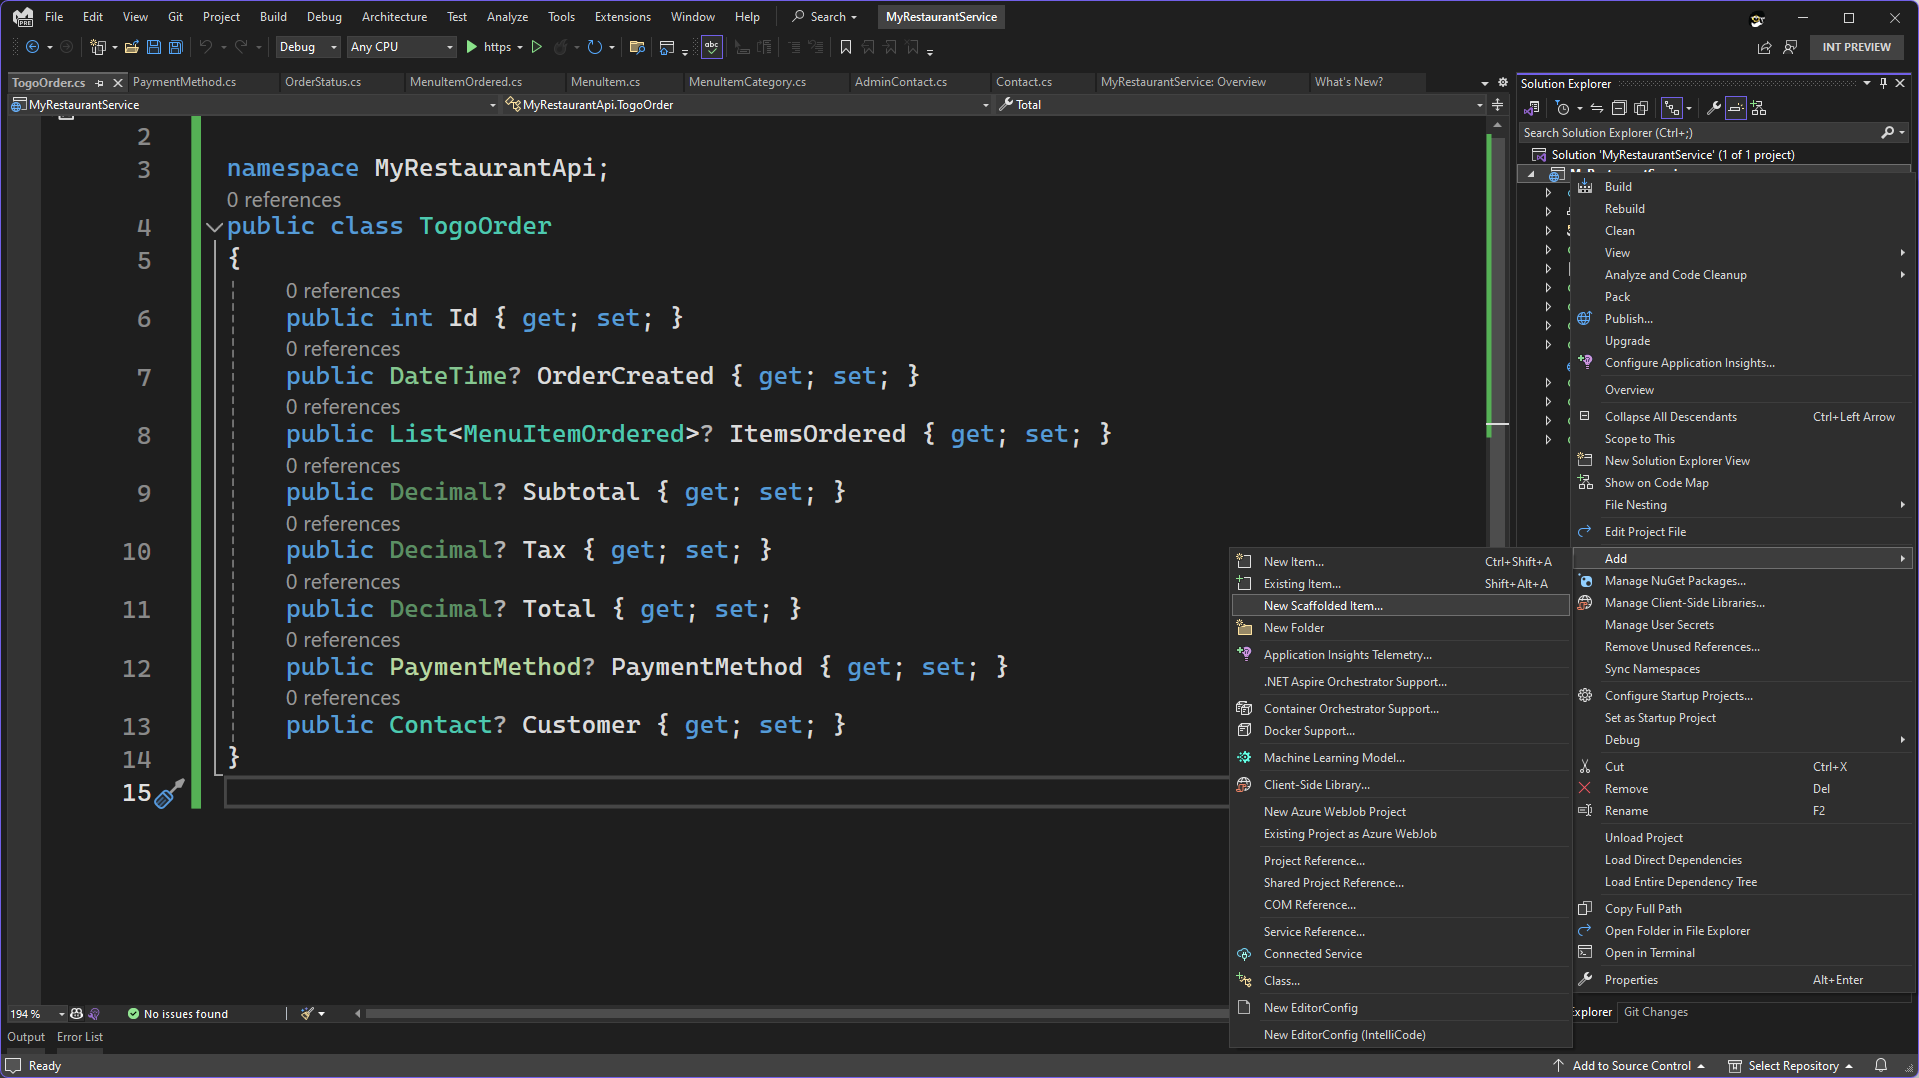 File Edit View Git Project Build Debug Architecture Test Analyze Tools Extensions Window Help Search MyRestaurantService
Debug Any CPU https INT PREVIEW
TogoOrder.cs PaymentMethod.cs OrderStatus.cs MenuItemOrdered.cs MenuItem.cs MenuItemCategory.cs AdminContact.cs Contact.cs MyRestaurantService: Overview What's New?
MyRestaurantService MyRestaurantApi.TogoOrder Total
2
3 namespace MyRestaurantApi;
0 references
4 public class TogoOrder
5 {
0 references
6 public int Id { get; set; }
0 references
7 public DateTime? OrderCreated { get; set; }
0 references
8 public List<MenuItemOrdered>? ItemsOrdered { get; set; }
0 references
9 public Decimal? Subtotal { get; set; }
0 references
10 public Decimal? Tax { get; set; }
0 references
11 public Decimal? Total { get; set; }
0 references
12 public PaymentMethod? PaymentMethod { get; set; }
0 references
13 public Contact? Customer { get; set; }
14 }
15
194 % No issues found
Output Error List
Ready
Solution Explorer
Search Solution Explorer (Ctrl+;)
Solution 'MyRestaurantService' (1 of 1 project)
Build
Rebuild
Clean
View
Analyze and Code Cleanup
Pack
Publish...
Upgrade
Configure Application Insights...
Overview
Collapse All Descendants Ctrl+Left Arrow
Scope to This
New Solution Explorer View
Show on Code Map
File Nesting
Edit Project File
Add
Manage NuGet Packages...
Manage Client-Side Libraries...
Manage User Secrets
Remove Unused References...
Sync Namespaces
Configure Startup Projects...
Set as Startup Project
Debug
Cut Ctrl+X
Remove Del
Rename F2
Unload Project
Load Direct Dependencies
Load Entire Dependency Tree
Copy Full Path
Open Folder in File Explorer
Open in Terminal
Properties Alt+Enter
New Item... Ctrl+Shift+A
Existing Item... Shift+Alt+A
New Scaffolded Item...
New Folder
Application Insights Telemetry...
.NET Aspire Orchestrator Support...
Container Orchestrator Support...
Docker Support...
Machine Learning Model...
Client-Side Library...
New Azure WebJob Project
Existing Project as Azure WebJob
Project Reference...
Shared Project Reference...
COM Reference...
Service Reference...
Connected Service
Class...
New EditorConfig
New EditorConfig (IntelliCode)
Explorer Git Changes
Add to Source Control Select Repository